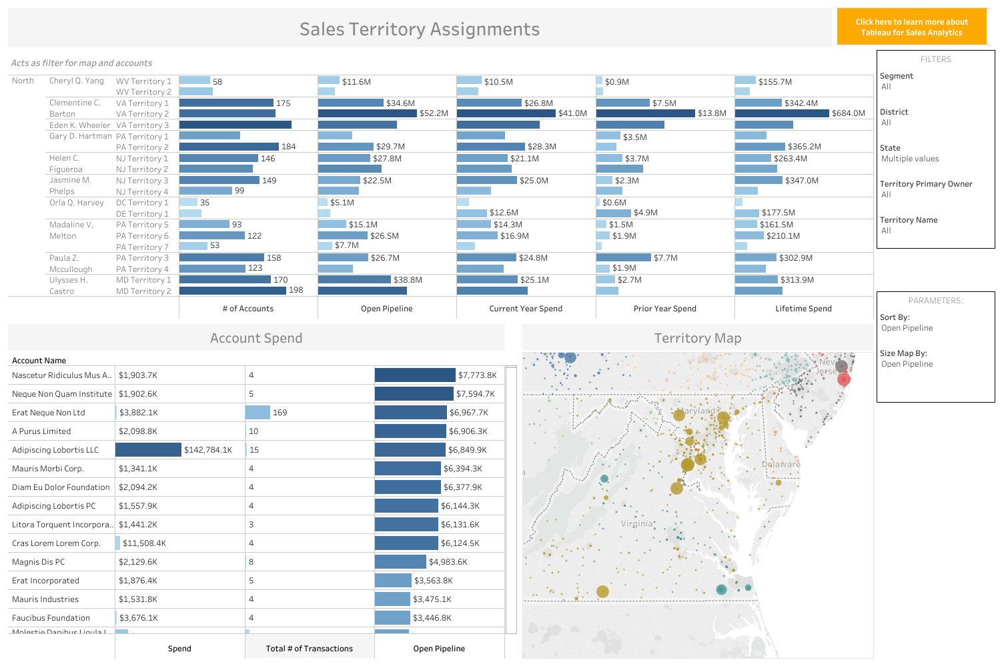 Sales Territory Assignments
Click here to learn more about
Tableau for Sales Analytics
Acts as filter for map and accounts
North Cheryl Q. Yang WV Territory 1 58 $11.6M $10.5M $0.9M $155.7M
WV Territory 2
Clementine C. VA Territory 1 175 $34.6M $26.8M $7.5M $342.4M
Barton VA Territory 2 $52.2M $41.0M $13.8M $684.0M
Eden K. Wheeler VA Territory 3
Gary D. Hartman PA Territory 1 $3.5M
PA Territory 2 184 $29.7M $28.3M $365.2M
Helen C. NJ Territory 1 146 $27.8M $21.1M $3.7M $263.4M
Figueroa NJ Territory 2
Jasmine M. NJ Territory 3 149 $22.5M $25.0M $2.3M $347.0M
Phelps NJ Territory 4 99
Orla Q. Harvey DC Territory 1 35 $5.1M $0.6M
DE Territory 1 $12.6M $4.9M $177.5M
Madaline V. PA Territory 5 93 $15.1M $14.3M $1.5M $161.5M
Melton PA Territory 6 122 $26.5M $16.9M $1.9M $210.1M
PA Territory 7 53 $7.7M
Paula Z. PA Territory 3 158 $26.7M $24.8M $7.7M $302.9M
Mccullough PA Territory 4 123 $1.9M
Ulysses H. MD Territory 1 170 $38.8M $25.1M $2.7M $313.9M
Castro MD Territory 2 198
# of Accounts Open Pipeline Current Year Spend Prior Year Spend Lifetime Spend
FILTERS
Segment
All
District
All
State
Multiple values
Territory Primary Owner
All
Territory Name
All
PARAMETERS:
Sort By:
Open Pipeline
Size Map By:
Open Pipeline
Account Spend
Account Name
Nascetur Ridiculus Mus A.. $1,903.7K 4 $7,773.8K
Neque Non Quam Institute $1,902.6K 5 $7,594.7K
Erat Neque Non Ltd $3,882.1K 169 $6,967.7K
A Purus Limited $2,098.8K 10 $6,906.3K
Adipiscing Lobortis LLC $142,784.1K 15 $6,849.9K
Mauris Morbi Corp. $1,341.1K 4 $6,394.3K
Diam Eu Dolor Foundation $2,094.2K 4 $6,377.9K
Adipiscing Lobortis PC $1,557.9K 4 $6,144.3K
Litora Torquent Incorpora.. $1,441.2K 3 $6,131.6K
Cras Lorem Lorem Corp. $11,508.4K 4 $6,124.5K
Magnis Dis PC $2,129.6K 8 $4,983.6K
Erat Incorporated $1,876.4K 5 $3,563.8K
Mauris Industries $1,531.8K 4 $3,475.1K
Faucibus Foundation $3,676.1K 4 $3,446.8K
Molestie Dapibus Ligula
Spend Total # of Transactions Open Pipeline
Territory Map
New
Jersey
Maryland
Delaware
Virginia